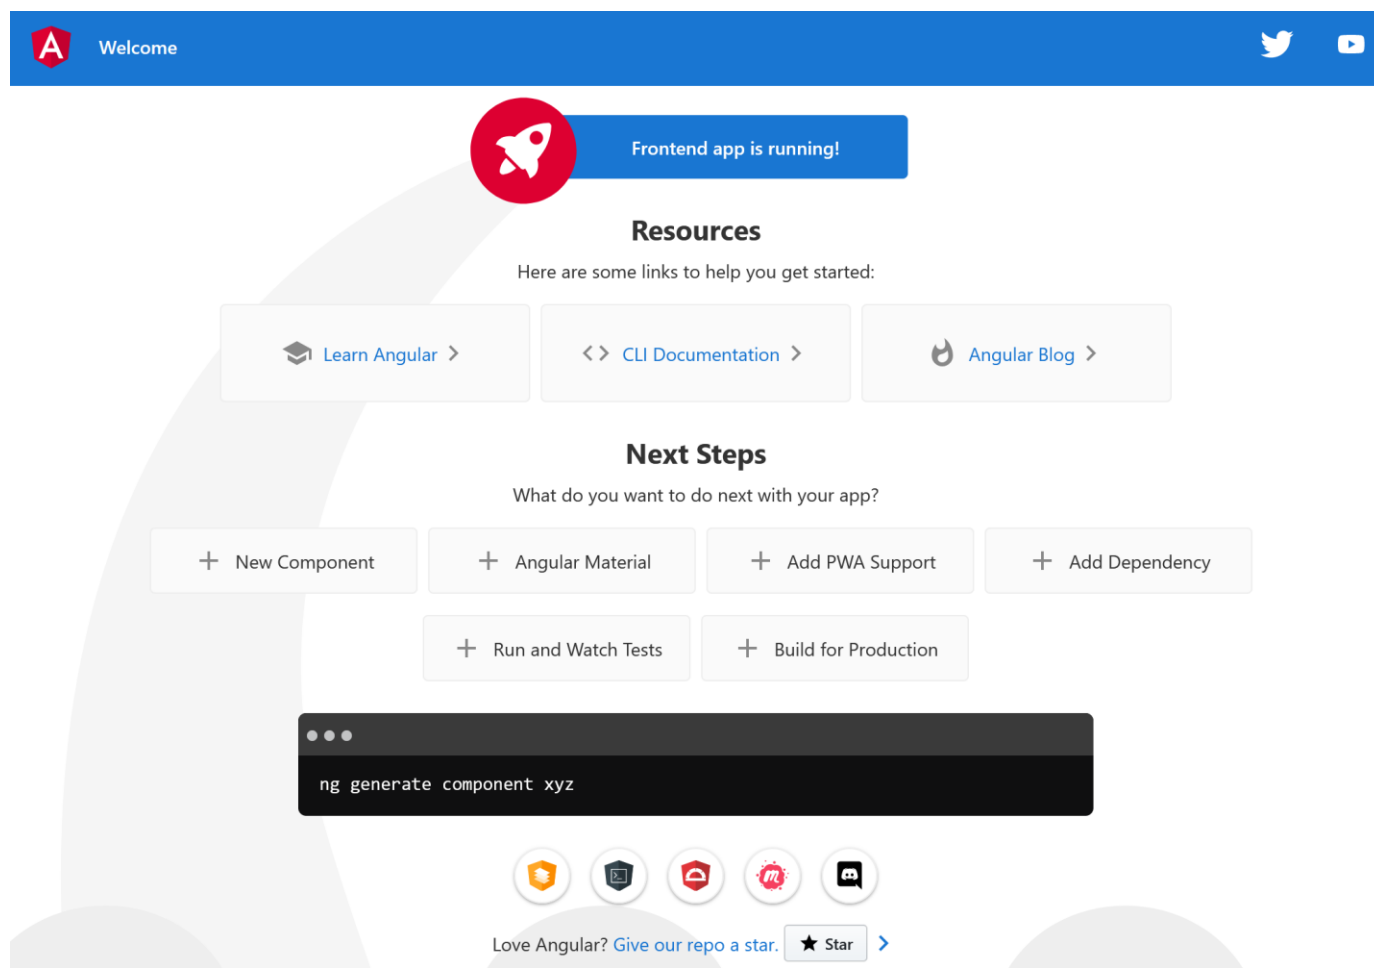 Welcome
Frontend app is running!
Resources
Here are some links to help you get started:
Learn Angular
CLI Documentation
Angular Blog
Next Steps
What do you want to do next with your app?
New Component
Angular Material
Add PWA Support
Add Dependency
Run and Watch Tests
Build for Production
ng generate component xyz
Love Angular? Give our repo a star. Star